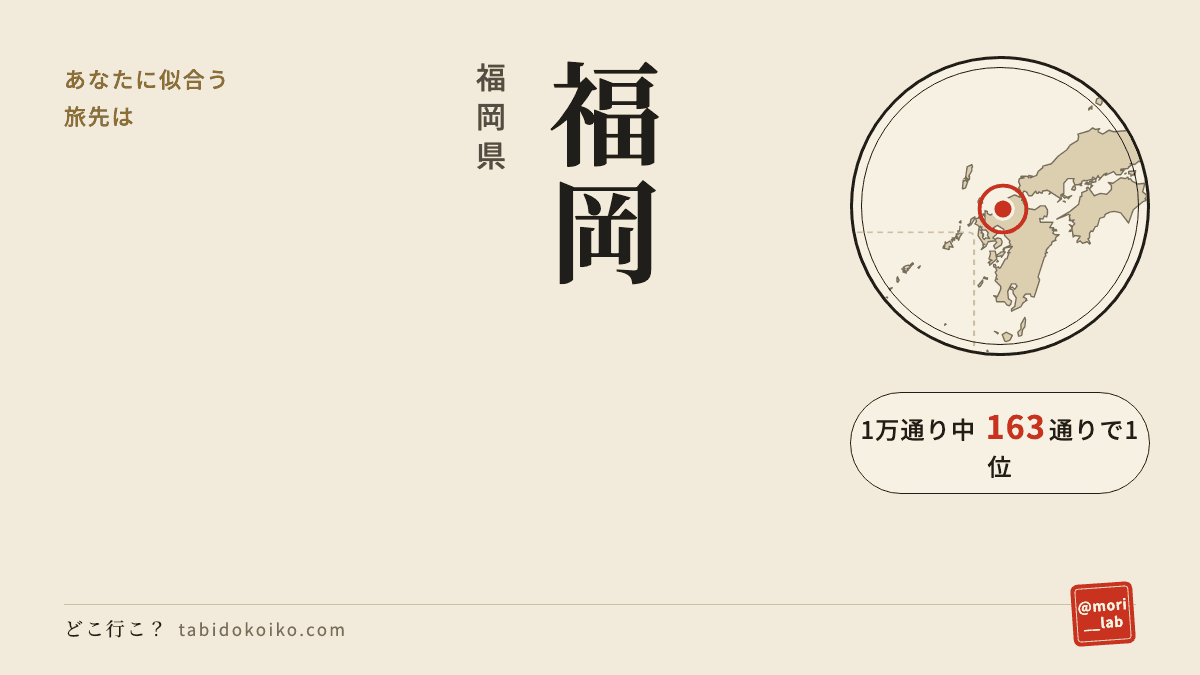 あなたに似合う
旅先は
福岡
福岡県
1万通り中 163通りで1
位
どこ行こ？ tabidokoiko.com
@mori
__lab